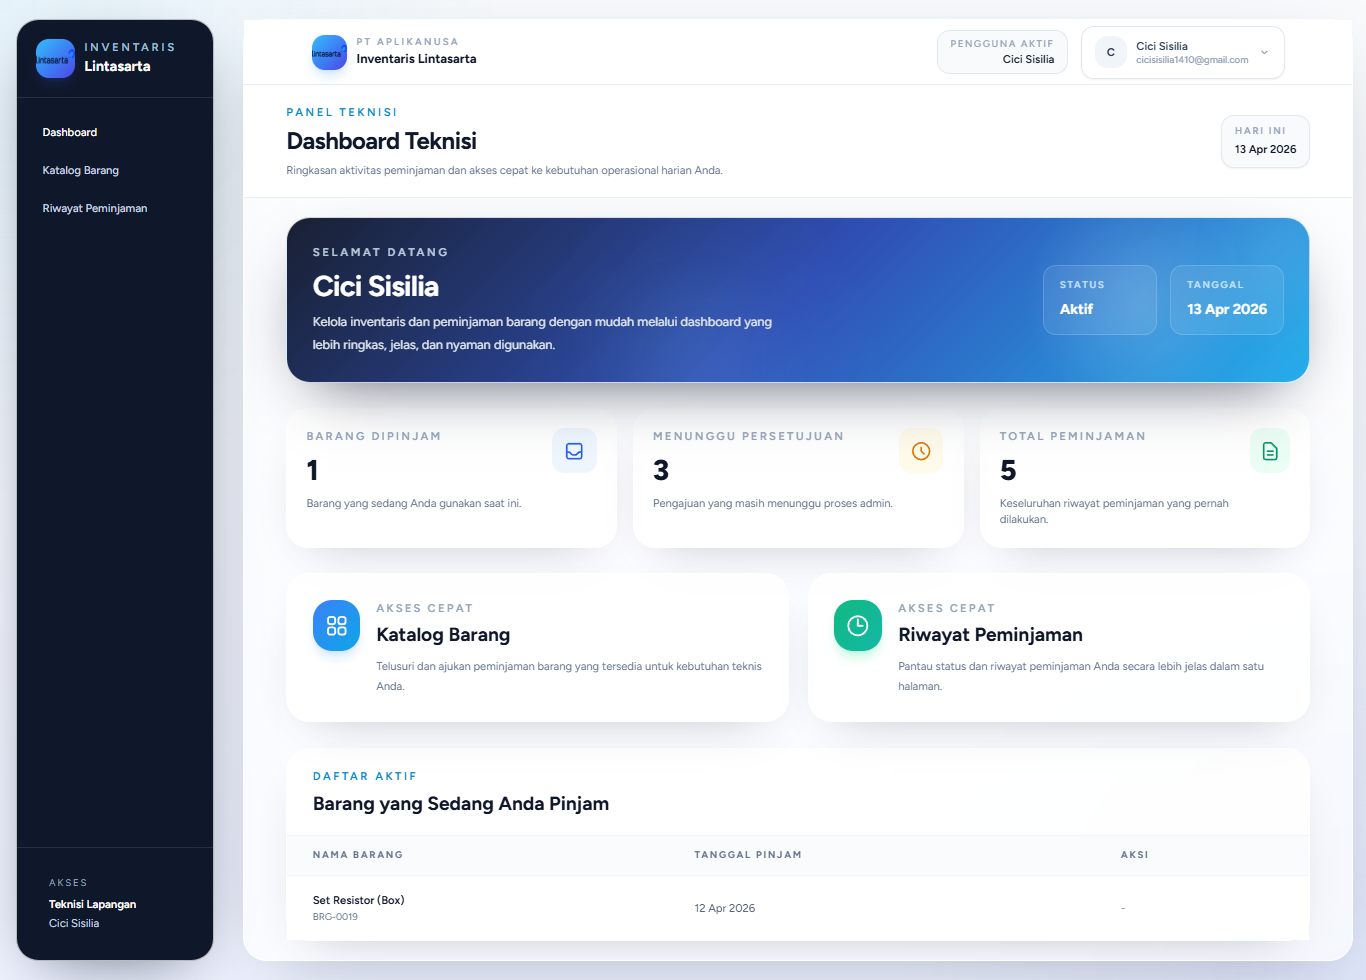 lintasarta
INVENTARIS
Lintasarta
Dashboard
Katalog Barang
Riwayat Peminjaman
AKSES
Teknisi Lapangan
Cici Sisilia
lintasarta
PT APLIKANUSA
Inventaris Lintasarta
PENGGUNA AKTIF
Cici Sisilia
C
Cici Sisilia
cicisisilia1410@gmail.com
PANEL TEKNISI
Dashboard Teknisi
Ringkasan aktivitas peminjaman dan akses cepat ke kebutuhan operasional harian Anda.
HARI INI
13 Apr 2026
SELAMAT DATANG
Cici Sisilia
Kelola inventaris dan peminjaman barang dengan mudah melalui dashboard yang
lebih ringkas, jelas, dan nyaman digunakan.
STATUS
Aktif
TANGGAL
13 Apr 2026
BARANG DIPINJAM
1
Barang yang sedang Anda gunakan saat ini.
MENUNGGU PERSETUJUAN
3
Pengajuan yang masih menunggu proses admin.
TOTAL PEMINJAMAN
5
Keseluruhan riwayat peminjaman yang pernah
dilakukan.
AKSES CEPAT
Katalog Barang
Telusuri dan ajukan peminjaman barang yang tersedia untuk kebutuhan teknis
Anda.
AKSES CEPAT
Riwayat Peminjaman
Pantau status dan riwayat peminjaman Anda secara lebih jelas dalam satu
halaman.
DAFTAR AKTIF
Barang yang Sedang Anda Pinjam
NAMA BARANG TANGGAL PINJAM AKSI
Set Resistor (Box)
BRG-0019
12 Apr 2026
-